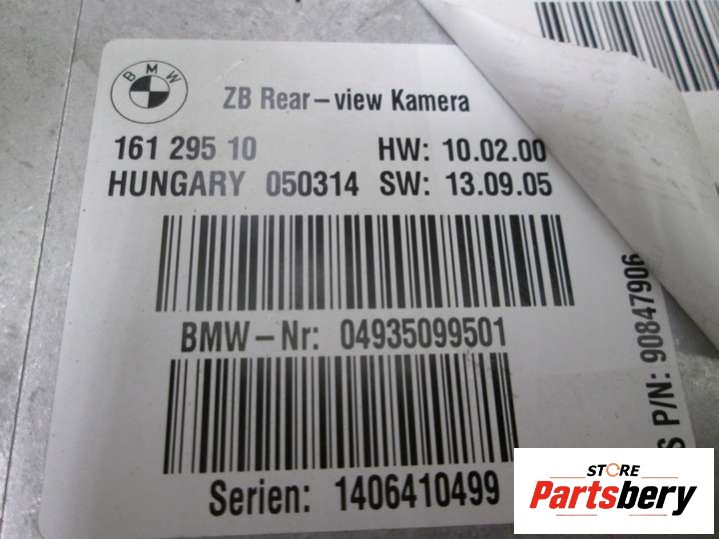 BMW
ZB Rear-view Kamera
161 295 10 HW: 10.02.00
HUNGARY 050314 SW: 13.09.05
BMW-Nr: 04935099501
Serien: 1406410499
S P/N: 90847906
STORE
Partsbery